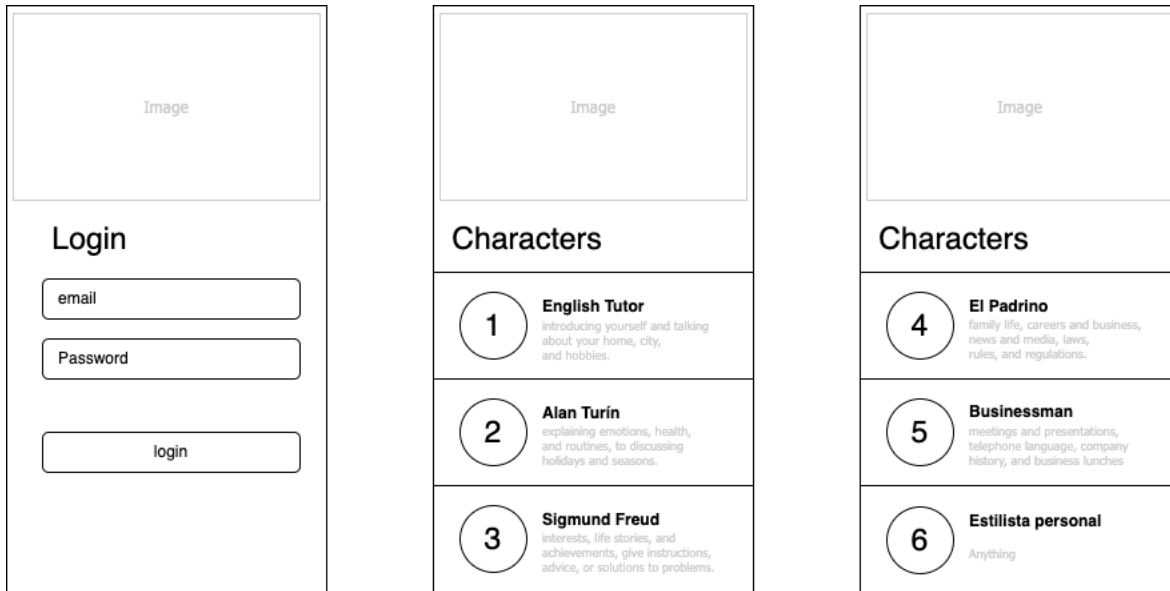 Image
Login
email
Password
login
Image
Characters
1
English Tutor
introducing yourself and talking
about your home, city,
and hobbies.
2
Alan Turín
explaining emotions, health,
and routines, to discussing
holidays and seasons.
3
Sigmund Freud
interests, life stories, and
achievements, give instructions,
advice, or solutions to problems.
Image
Characters
4
El Padrino
family life, careers and business,
news and media, laws,
rules, and regulations.
5
Businessman
meetings and presentations,
telephone language, company
history, and business lunches
6
Estilista personal
Anything